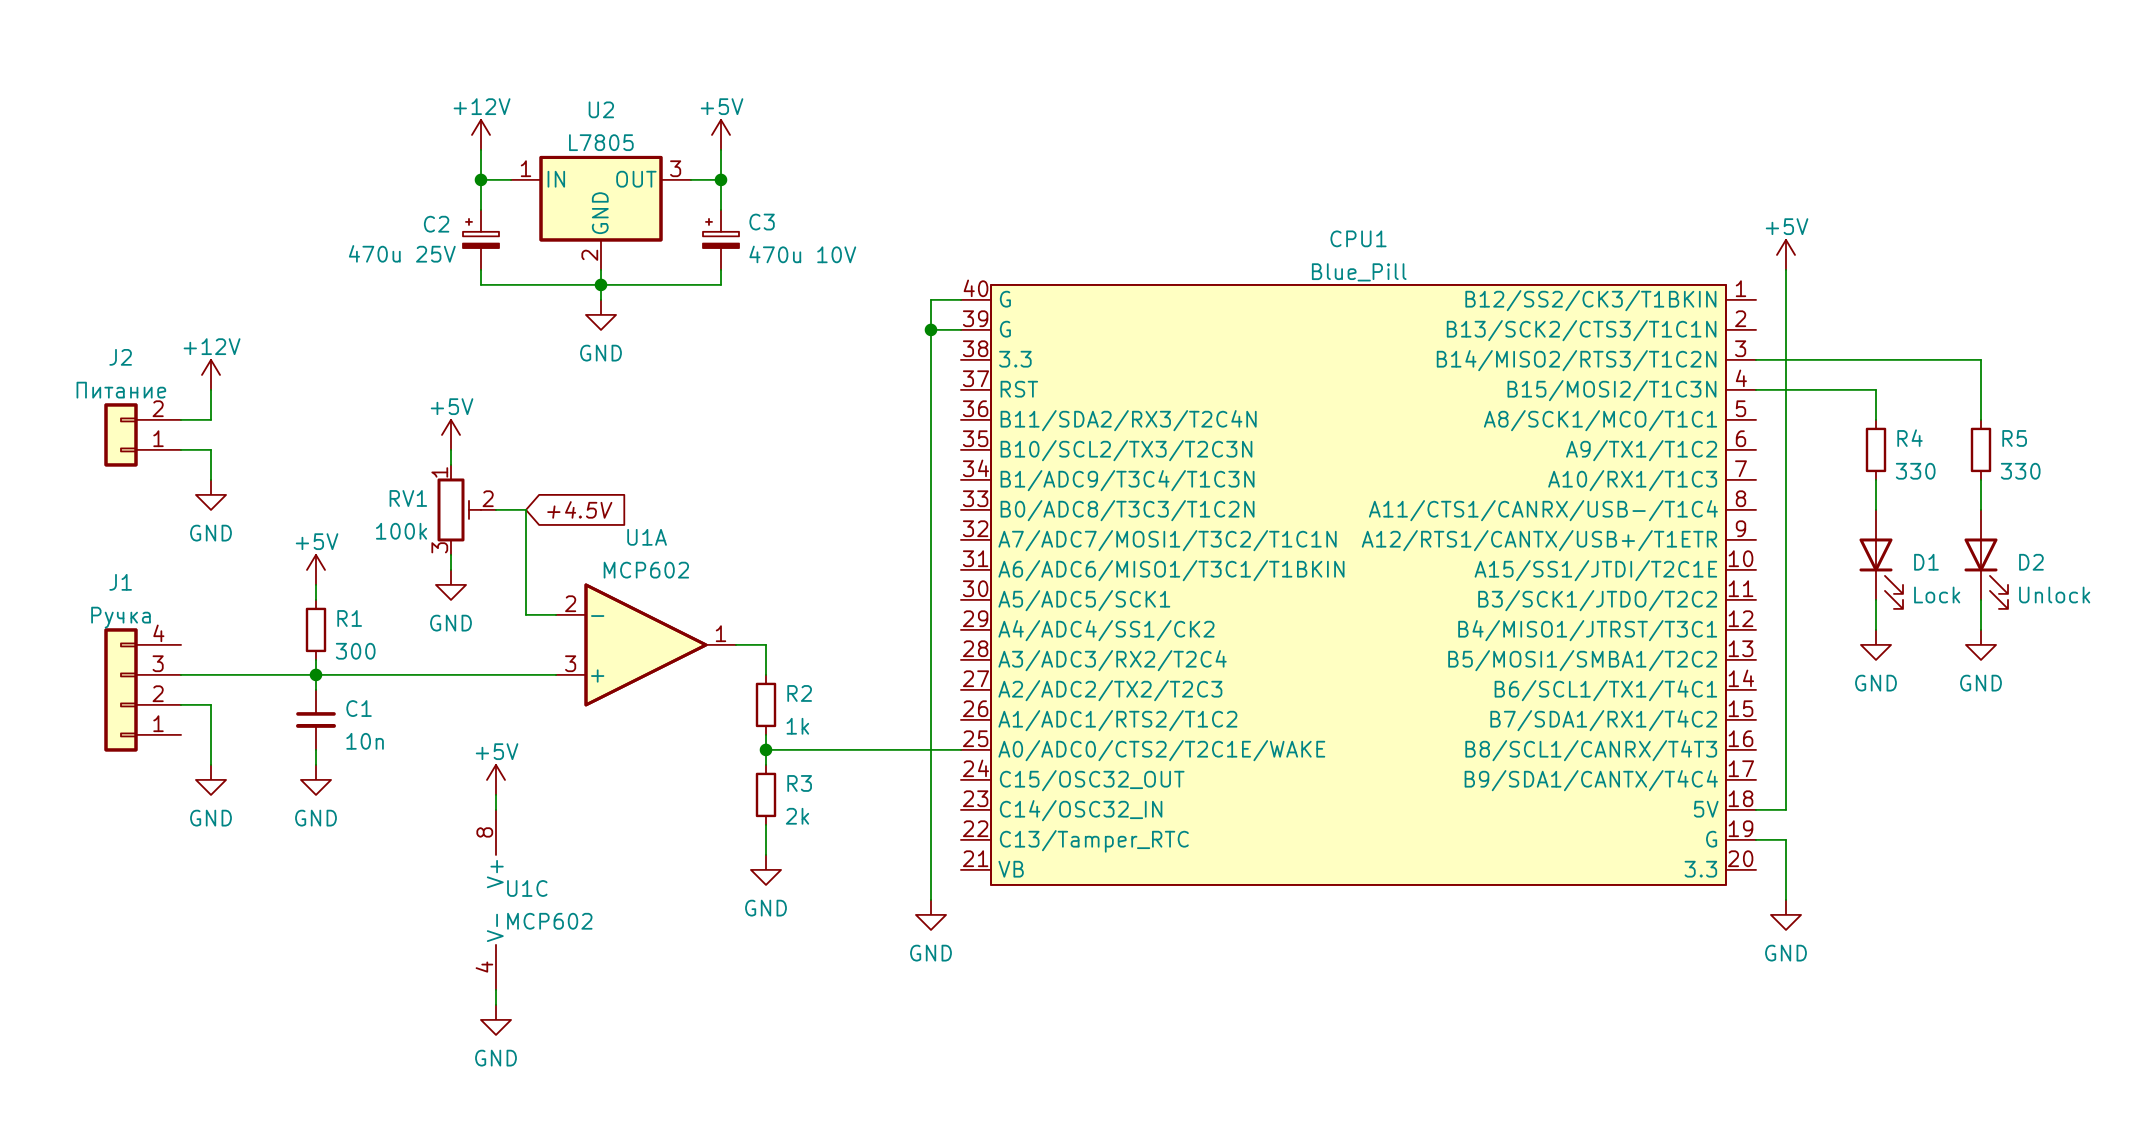 +12V
U2
L7805
+5V
1
IN
OUT
3
GND
2
C2
470u 25V
C3
470u 10V
GND
J2
Питание
2
1
+12V
GND
+5V
1
RV1
100k
2
3
+4.5V
GND
J1
Ручка
4
3
2
1
GND
+5V
R1
300
C1
10n
GND
U1A
MCP602
2
-
3
+
1
R2
1k
R3
2k
GND
+5V
8
V+
U1C
V-
MCP602
4
GND
CPU1
Blue_Pill
40 G B12/SS2/CK3/T1BKIN 1
39 G B13/SCK2/CTS3/T1C1N 2
38 3.3 B14/MISO2/RTS3/T1C2N 3
37 RST B15/MOSI2/T1C3N 4
36 B11/SDA2/RX3/T2C4N A8/SCK1/MCO/T1C1 5
35 B10/SCL2/TX3/T2C3N A9/TX1/T1C2 6
34 B1/ADC9/T3C4/T1C3N A10/RX1/T1C3 7
33 B0/ADC8/T3C3/T1C2N A11/CTS1/CANRX/USB-/T1C4 8
32 A7/ADC7/MOSI1/T3C2/T1C1N A12/RTS1/CANTX/USB+/T1ETR 9
31 A6/ADC6/MISO1/T3C1/T1BKIN A15/SS1/JTDI/T2C1E 10
30 A5/ADC5/SCK1 B3/SCK1/JTDO/T2C2 11
29 A4/ADC4/SS1/CK2 B4/MISO1/JTRST/T3C1 12
28 A3/ADC3/RX2/T2C4 B5/MOSI1/SMBA1/T2C2 13
27 A2/ADC2/TX2/T2C3 B6/SCL1/TX1/T4C1 14
26 A1/ADC1/RTS2/T1C2 B7/SDA1/RX1/T4C2 15
25 A0/ADC0/CTS2/T2C1E/WAKE B8/SCL1/CANRX/T4T3 16
24 C15/OSC32_OUT B9/SDA1/CANTX/T4C4 17
23 C14/OSC32_IN 5V 18
22 C13/Tamper_RTC G 19
21 VB 3.3 20
GND
+5V
GND
R4
330
R5
330
D1
Lock
D2
Unlock
GND
GND